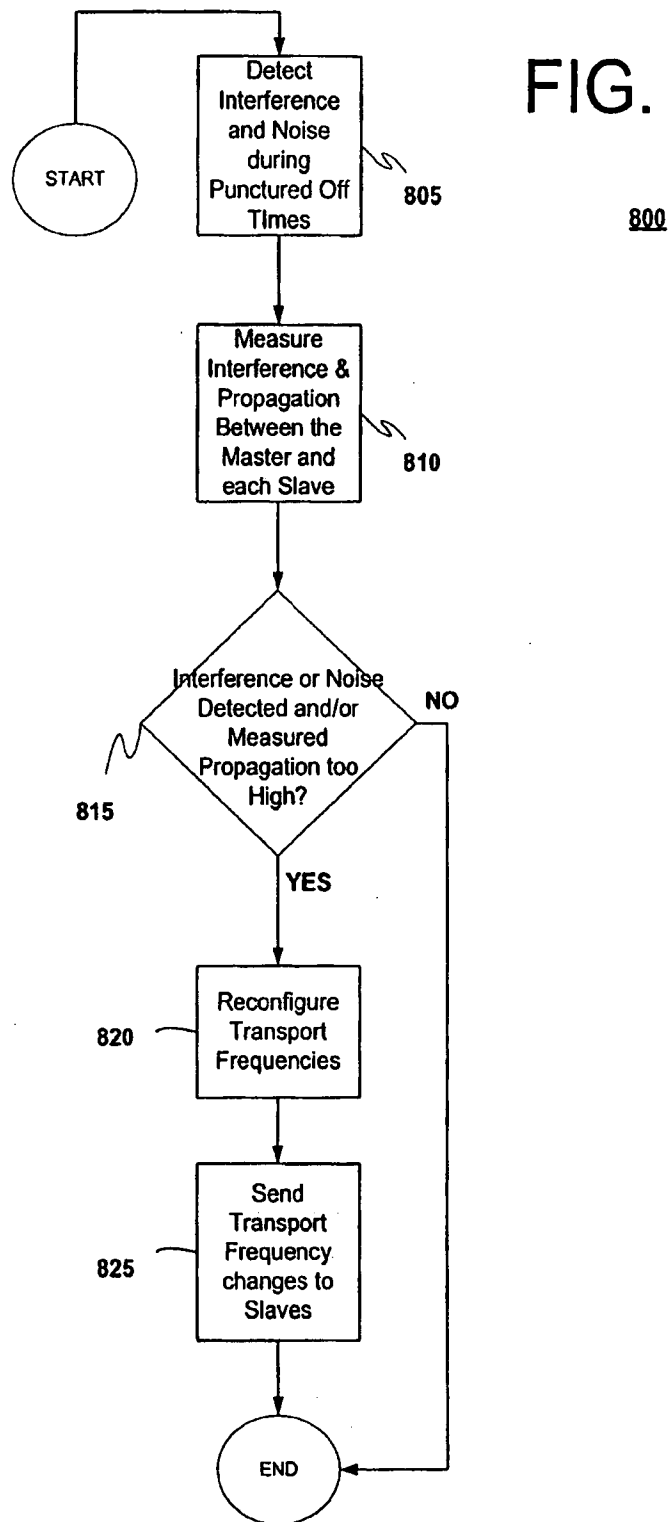 FIG.
800
START
Detect
Interference
and Noise
during
Punctured Off
TImes
805
Measure
Interference &
Propagation
Between the
Master and
each Slave
810
Interference or Noise
Detected and/or
Measured
Propagation too
High?
815
NO
YES
Reconfigure
Transport
Frequencies
820
Send
Transport
Frequency
changes to
Slaves
825
END